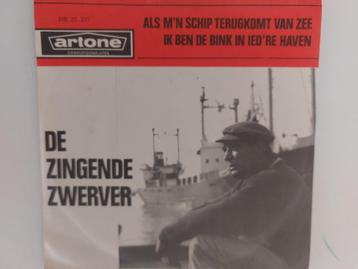 ALS M'N SCHIP TERUGKOMT VAN ZEE
IK BEN DE BINK IN IED'RE HAVEN
artone
DE
ZINGENDE
ZWERVER